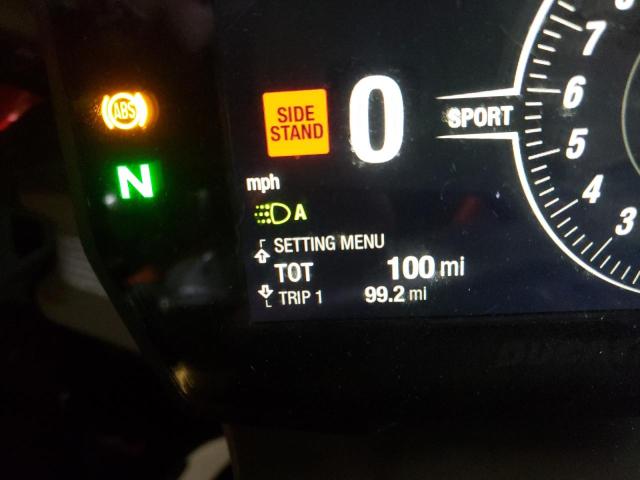 ABS
N
SIDE
STAND
0
mph
A
SETTING MENU
TOT 100 mi
TRIP 1 99.2 mi
SPORT
7
6
5
4
3